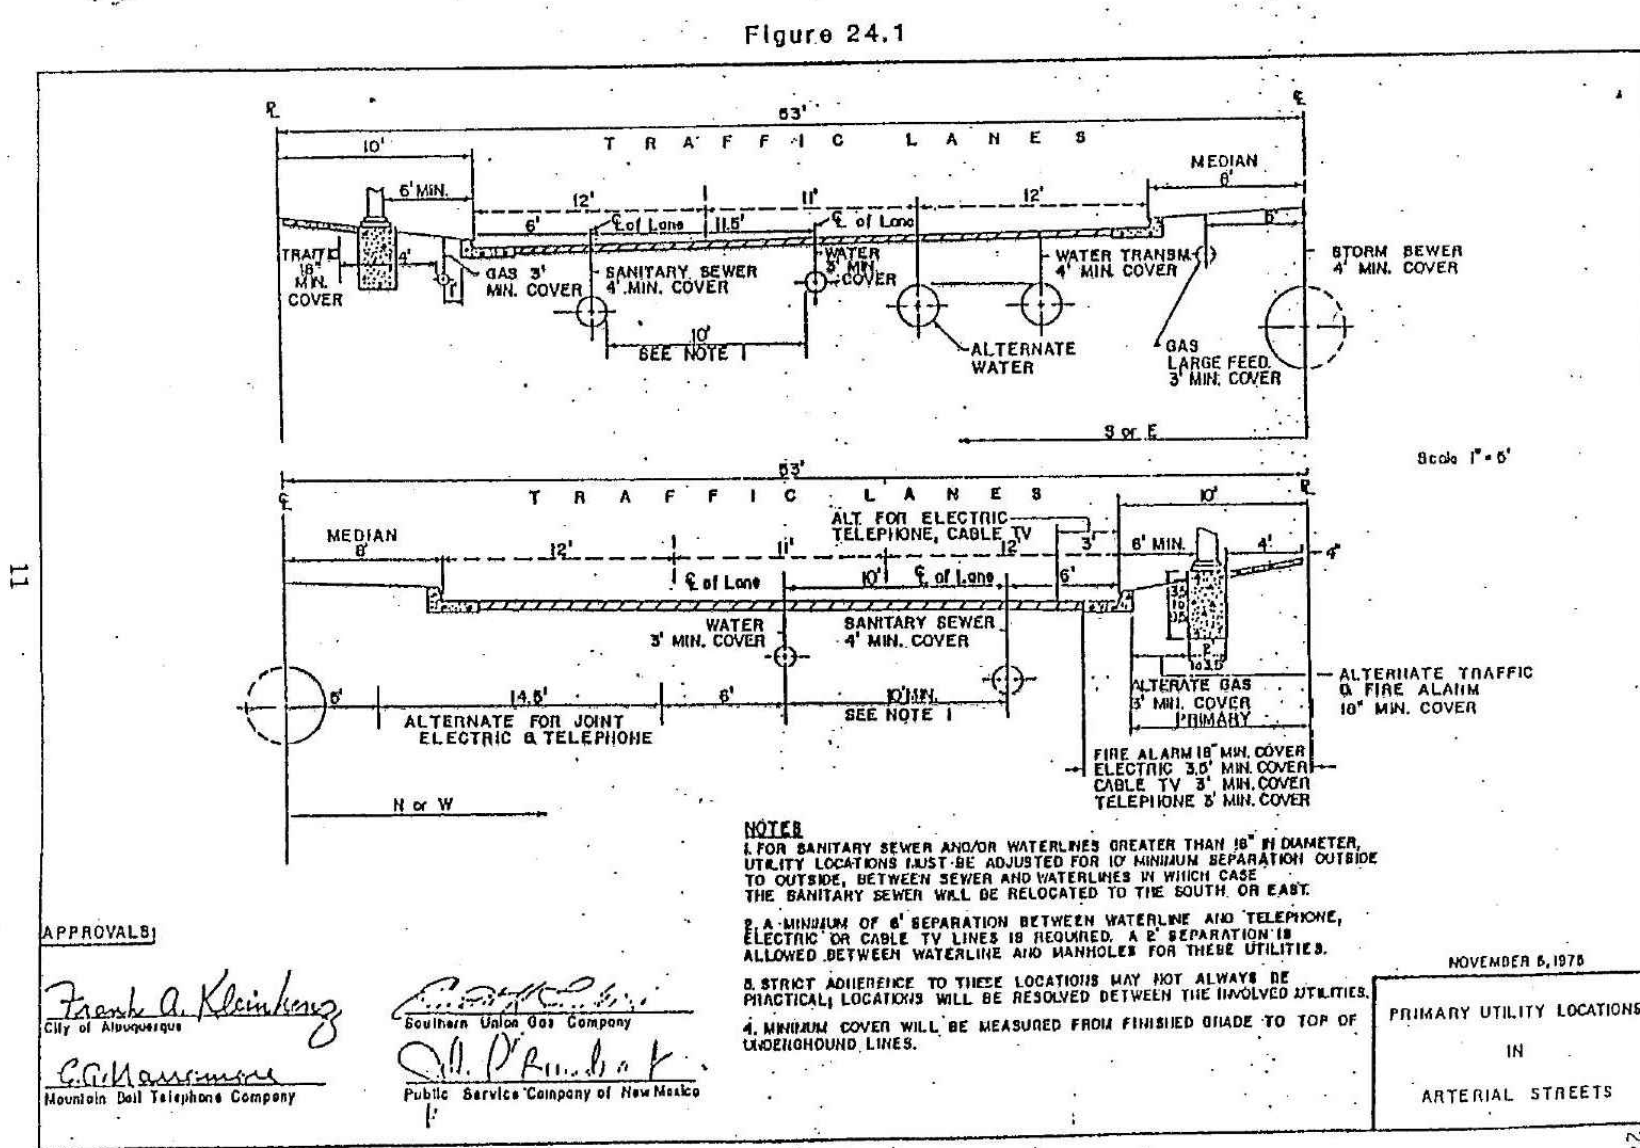 Figure 24.1
53'
TRAFFIC LANES
10'
MEDIAN
8'
6' MIN.
12'
11'
12'
6'
℄ of Lane
11.5'
℄ of Lane
TRAFFIC
18"
MIN.
COVER
4'
1'
GAS 3'
MIN. COVER
SANITARY SEWER
4' MIN. COVER
WATER
3' MIN.
COVER
WATER TRANSM.
4' MIN. COVER
STORM SEWER
4' MIN. COVER
10'
SEE NOTE 1
ALTERNATE
WATER
GAS
LARGE FEED.
3' MIN. COVER
S or E
Scale 1" = 5'
53'
TRAFFIC LANES
10'
MEDIAN
8'
ALT. FOR ELECTRIC
TELEPHONE, CABLE TV
12'
11'
12'
3'
6' MIN.
4'
4"
℄ of Lane
10'
℄ of Lane
6'
WATER
3' MIN. COVER
SANITARY SEWER
4' MIN. COVER
5'
14.5'
6'
10' MIN.
SEE NOTE 1
ALTERNATE FOR JOINT
ELECTRIC & TELEPHONE
ALTERATE GAS
3' MIN. COVER
PRIMARY
ALTERNATE TRAFFIC
& FIRE ALARM
18" MIN. COVER
FIRE ALARM 18" MIN. COVER
ELECTRIC 3.5' MIN. COVER
CABLE TV 3' MIN. COVER
TELEPHONE 3' MIN. COVER
N or W
11
NOTES
1. FOR SANITARY SEWER AND/OR WATERLINES GREATER THAN 18" IN DIAMETER,
UTILITY LOCATIONS MUST BE ADJUSTED FOR 10' MINIMUM SEPARATION OUTSIDE
TO OUTSIDE, BETWEEN SEWER AND WATERLINES IN WHICH CASE
THE SANITARY SEWER WILL BE RELOCATED TO THE SOUTH OR EAST.
2. A MINIMUM OF 6' SEPARATION BETWEEN WATERLINE AND TELEPHONE,
ELECTRIC OR CABLE TV LINES IS REQUIRED. A 2' SEPARATION IS
ALLOWED BETWEEN WATERLINE AND MANHOLES FOR THESE UTILITIES.
3. STRICT ADHERENCE TO THESE LOCATIONS MAY NOT ALWAYS BE
PRACTICAL; LOCATIONS WILL BE RESOLVED BETWEEN THE INVOLVED UTILITIES.
4. MINIMUM COVER WILL BE MEASURED FROM FINISHED GRADE TO TOP OF
UNDERGROUND LINES.
APPROVALS:
Frank A. Kleinhenz
City of Albuquerque
Southern Union Gas Company
Mountain Bell Telephone Company
Public Service Company of New Mexico
NOVEMBER 5, 1975
PRIMARY UTILITY LOCATIONS
IN
ARTERIAL STREETS